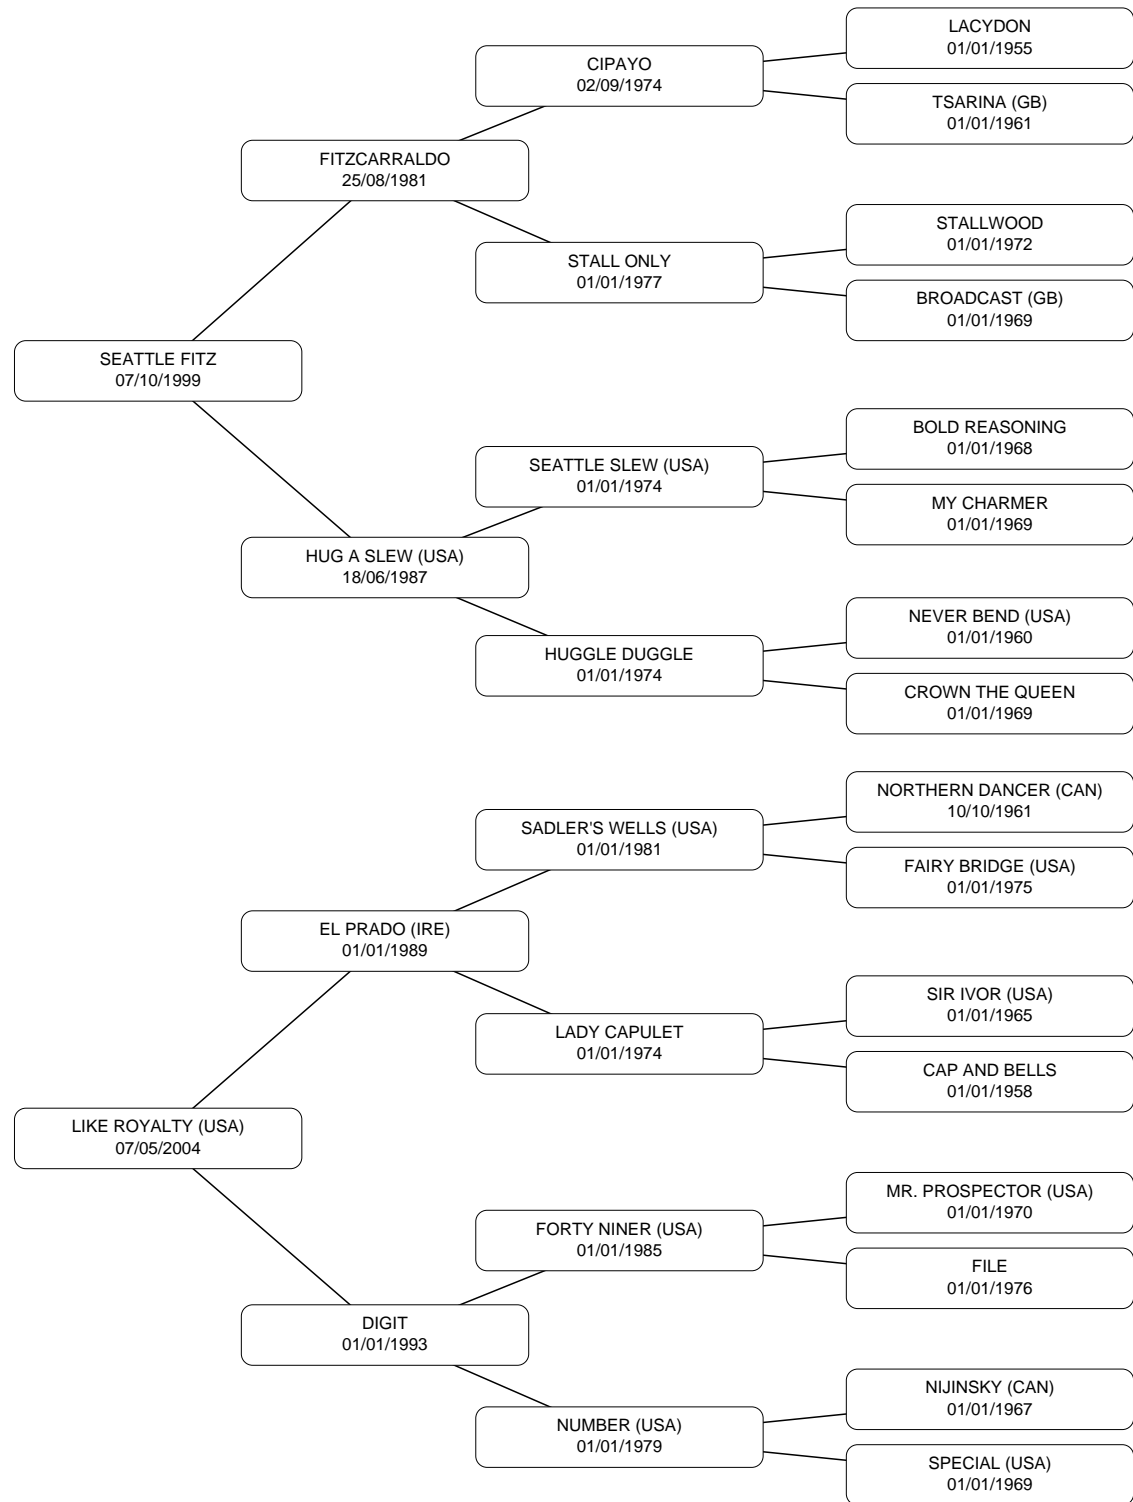 LACYDON
01/01/1955
CIPAYO
02/09/1974
TSARINA (GB)
01/01/1961
FITZCARRALDO
25/08/1981
STALLWOOD
01/01/1972
STALL ONLY
01/01/1977
BROADCAST (GB)
01/01/1969
SEATTLE FITZ
07/10/1999
BOLD REASONING
01/01/1968
SEATTLE SLEW (USA)
01/01/1974
MY CHARMER
01/01/1969
HUG A SLEW (USA)
18/06/1987
NEVER BEND (USA)
01/01/1960
HUGGLE DUGGLE
01/01/1974
CROWN THE QUEEN
01/01/1969
NORTHERN DANCER (CAN)
10/10/1961
SADLER'S WELLS (USA)
01/01/1981
FAIRY BRIDGE (USA)
01/01/1975
EL PRADO (IRE)
01/01/1989
SIR IVOR (USA)
01/01/1965
LADY CAPULET
01/01/1974
CAP AND BELLS
01/01/1958
LIKE ROYALTY (USA)
07/05/2004
MR. PROSPECTOR (USA)
01/01/1970
FORTY NINER (USA)
01/01/1985
FILE
01/01/1976
DIGIT
01/01/1993
NIJINSKY (CAN)
01/01/1967
NUMBER (USA)
01/01/1979
SPECIAL (USA)
01/01/1969